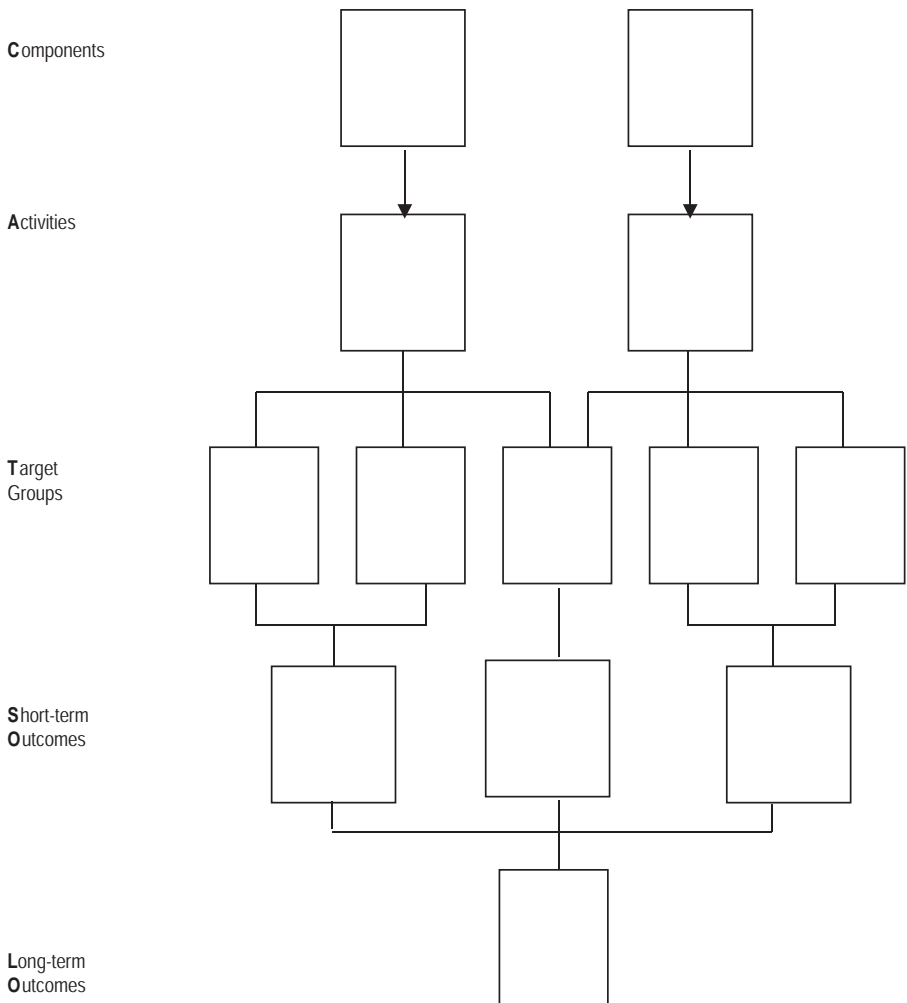 Components
Activities
Target
Groups
Short-term
Outcomes
Long-term
Outcomes